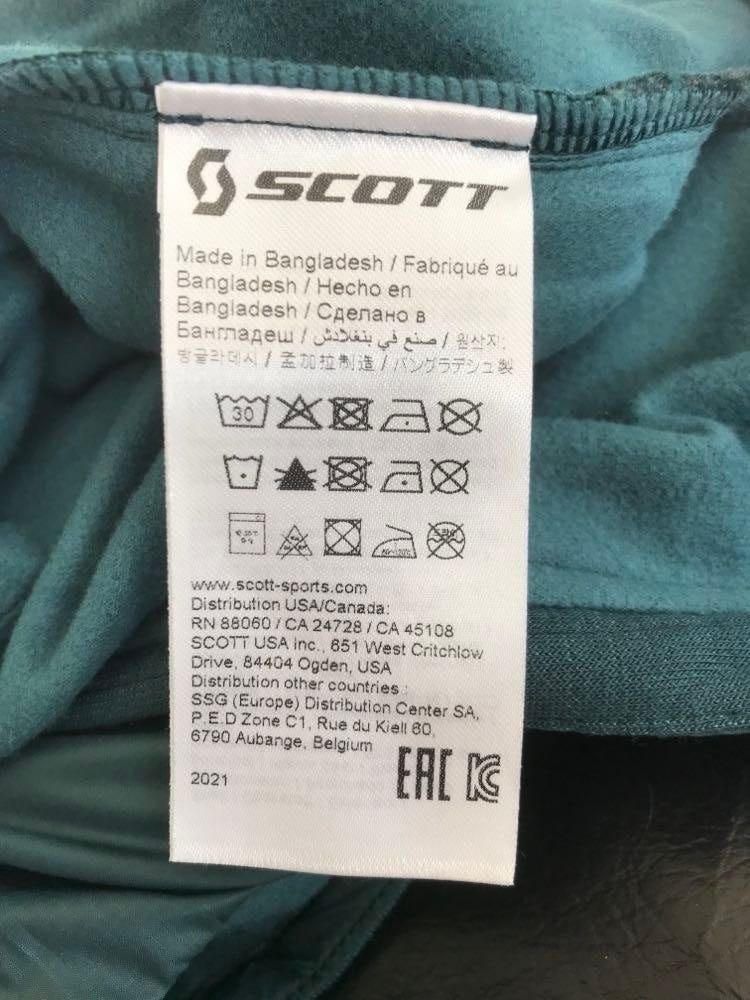 SCOTT
Made in Bangladesh / Fabriqué au
Bangladesh / Hecho en
Bangladesh / Сделано в
Бангладеш / صنع في بنغلادش / 원산지:
방글라데시 / 孟加拉制造 / バングラデシュ製
30
www.scott-sports.com
Distribution USA/Canada:
RN 88060 / CA 24728 / CA 45108
SCOTT USA Inc., 651 West Critchlow
Drive, 84404 Ogden, USA
Distribution other countries :
SSG (Europe) Distribution Center SA,
P.E.D Zone C1, Rue du Kiell 60,
6790 Aubange, Belgium
EAC KC
2021